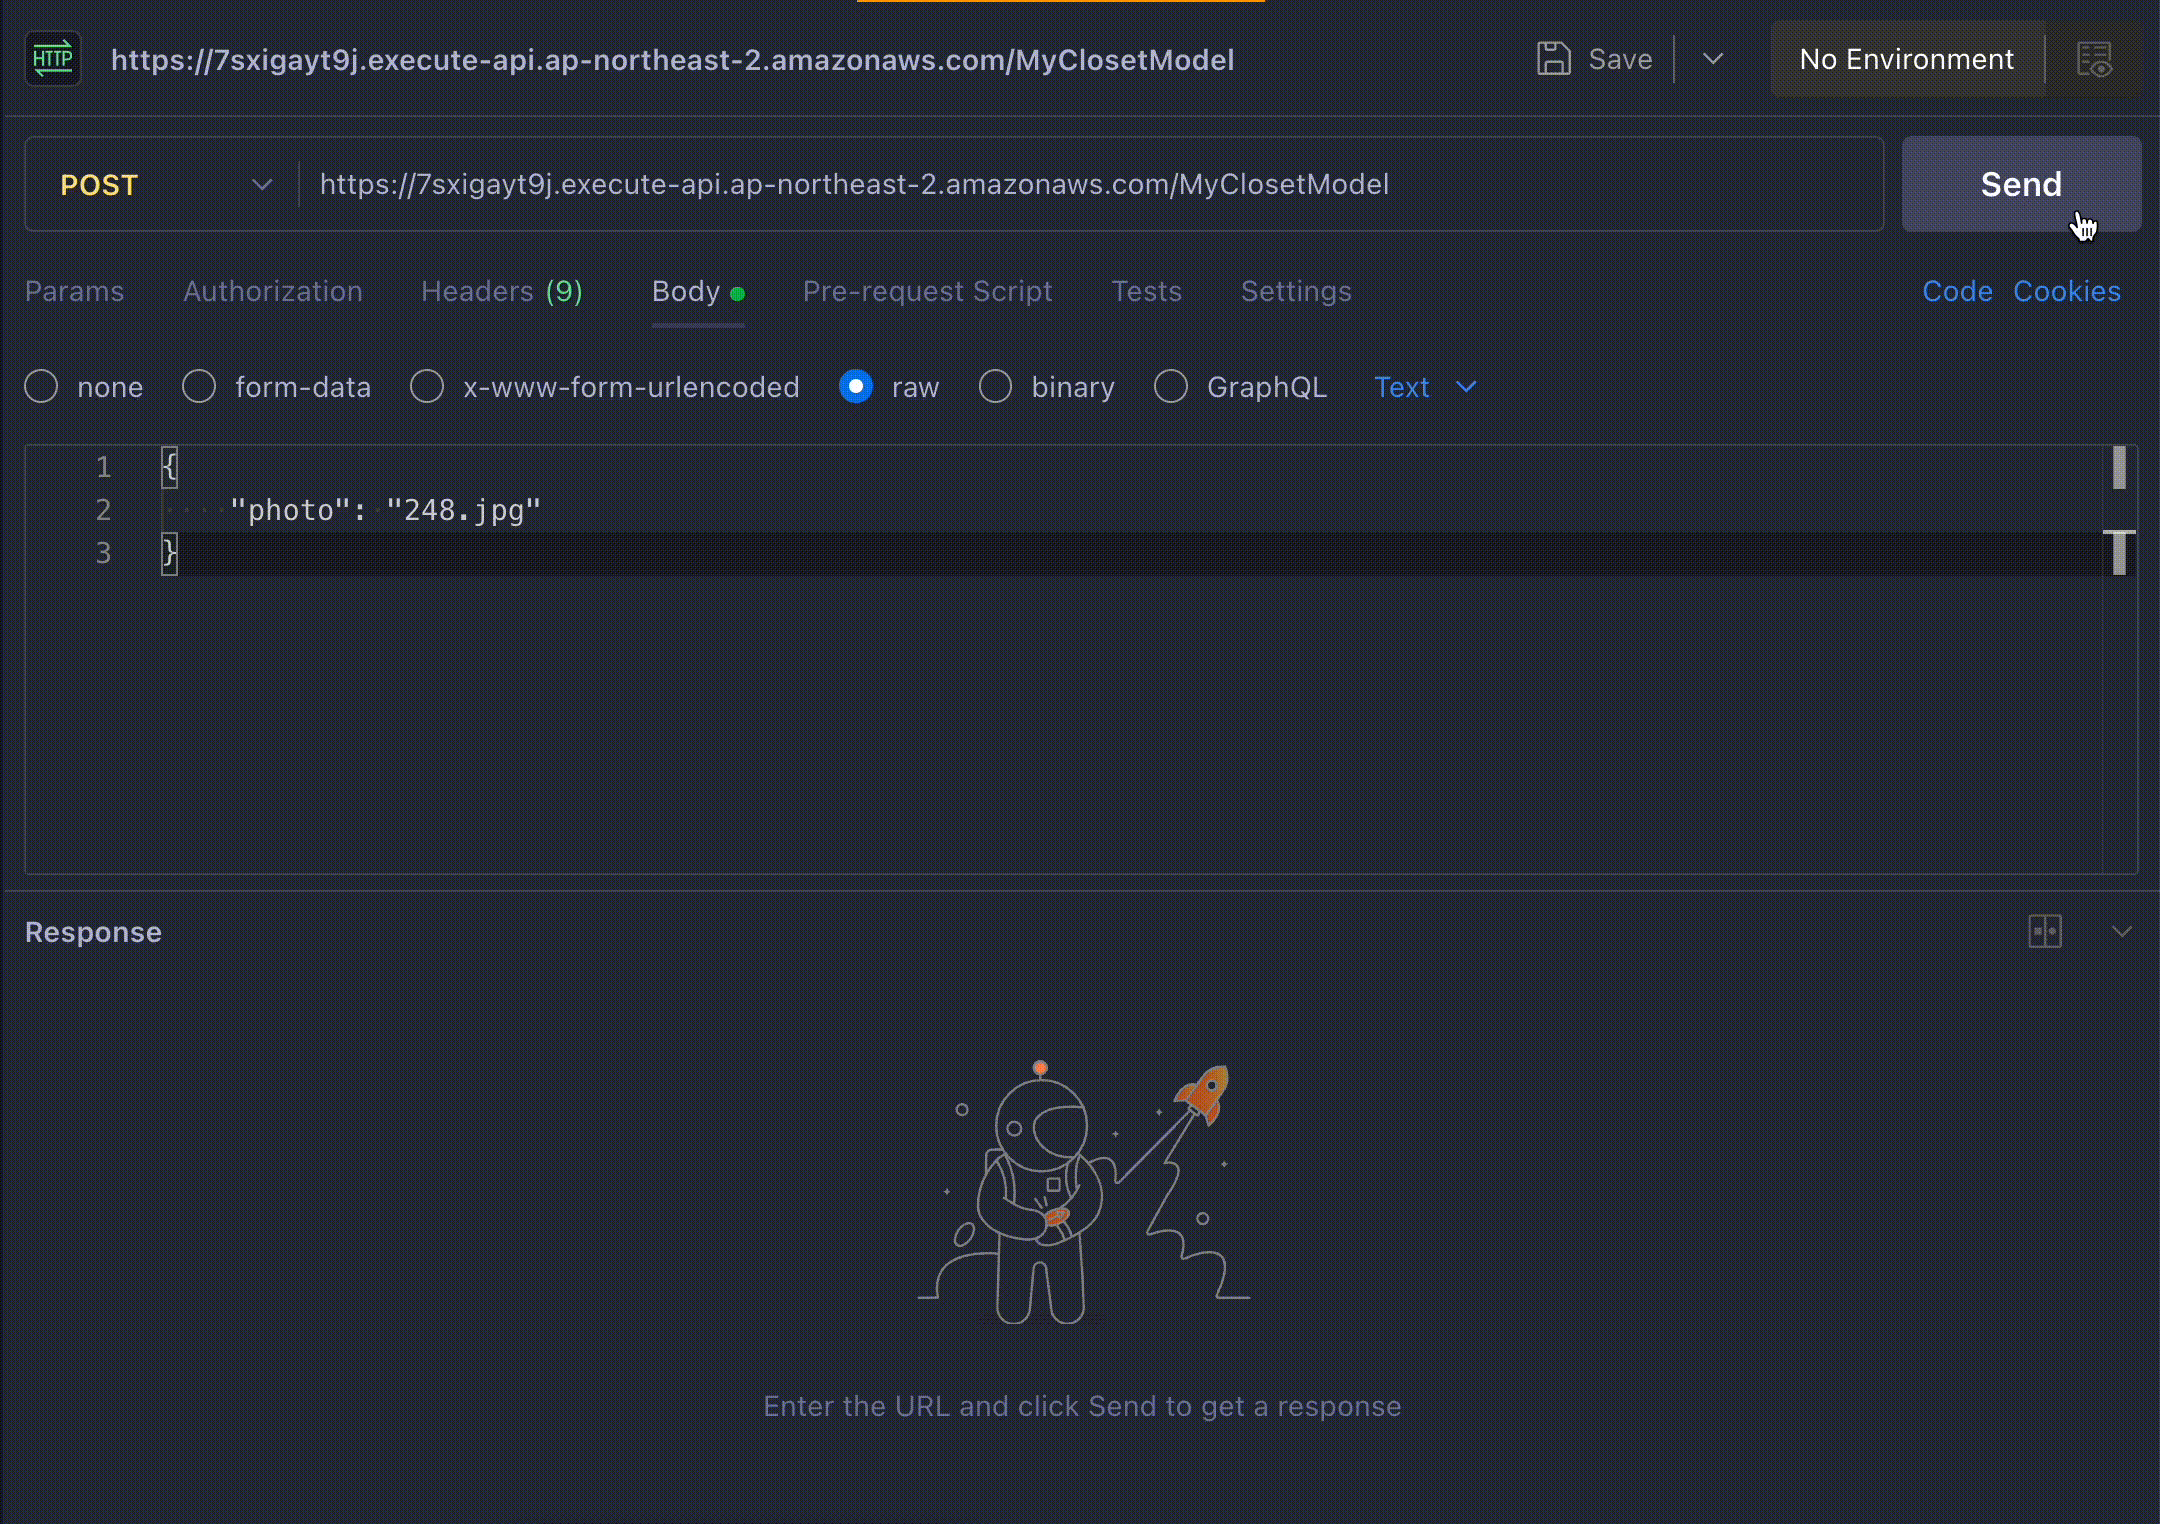 HTTP https://7sxigayt9j.execute-api.ap-northeast-2.amazonaws.com/MyClosetModel Save No Environment
POST https://7sxigayt9j.execute-api.ap-northeast-2.amazonaws.com/MyClosetModel Send
Params Authorization Headers (9) Body Pre-request Script Tests Settings Code Cookies
none form-data x-www-form-urlencoded raw binary GraphQL Text
1 {
2 "photo": "248.jpg"
3 }
Response
Enter the URL and click Send to get a response